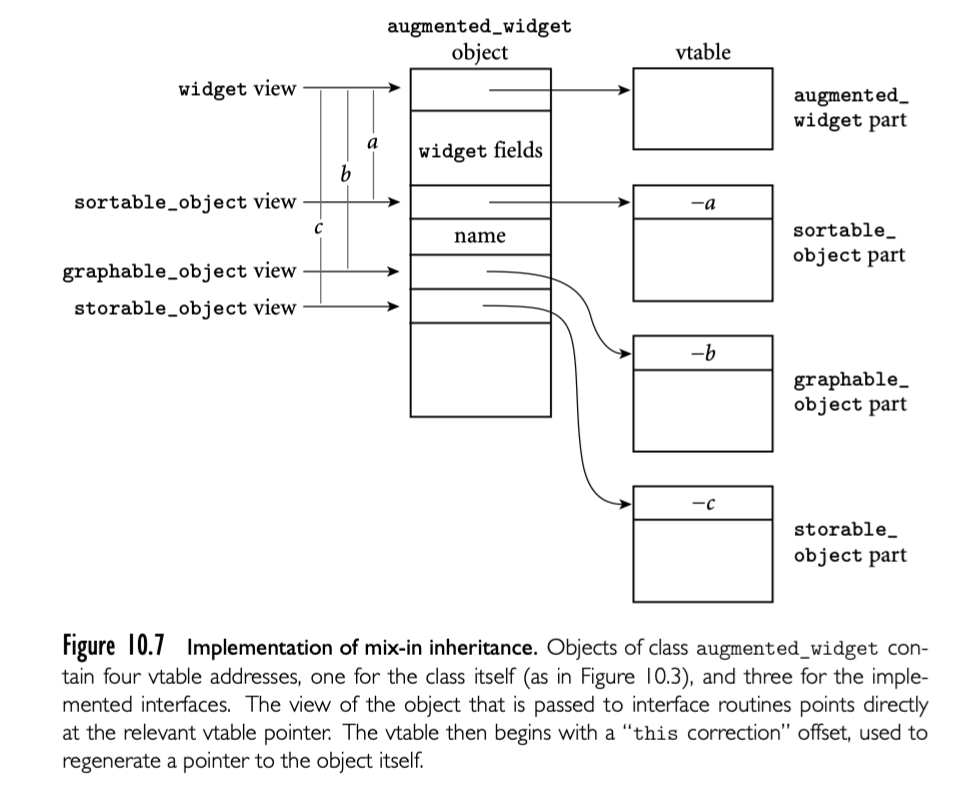 augmented_widget
object
vtable
widget view
augmented_
widget part
a
widget fields
b
sortable_object view
−a
c
name
sortable_
object part
graphable_object view
storable_object view
−b
graphable_
object part
−c
storable_
object part
Figure 10.7 Implementation of mix-in inheritance. Objects of class augmented_widget con-
tain four vtable addresses, one for the class itself (as in Figure 10.3), and three for the imple-
mented interfaces. The view of the object that is passed to interface routines points directly
at the relevant vtable pointer. The vtable then begins with a “this correction” offset, used to
regenerate a pointer to the object itself.